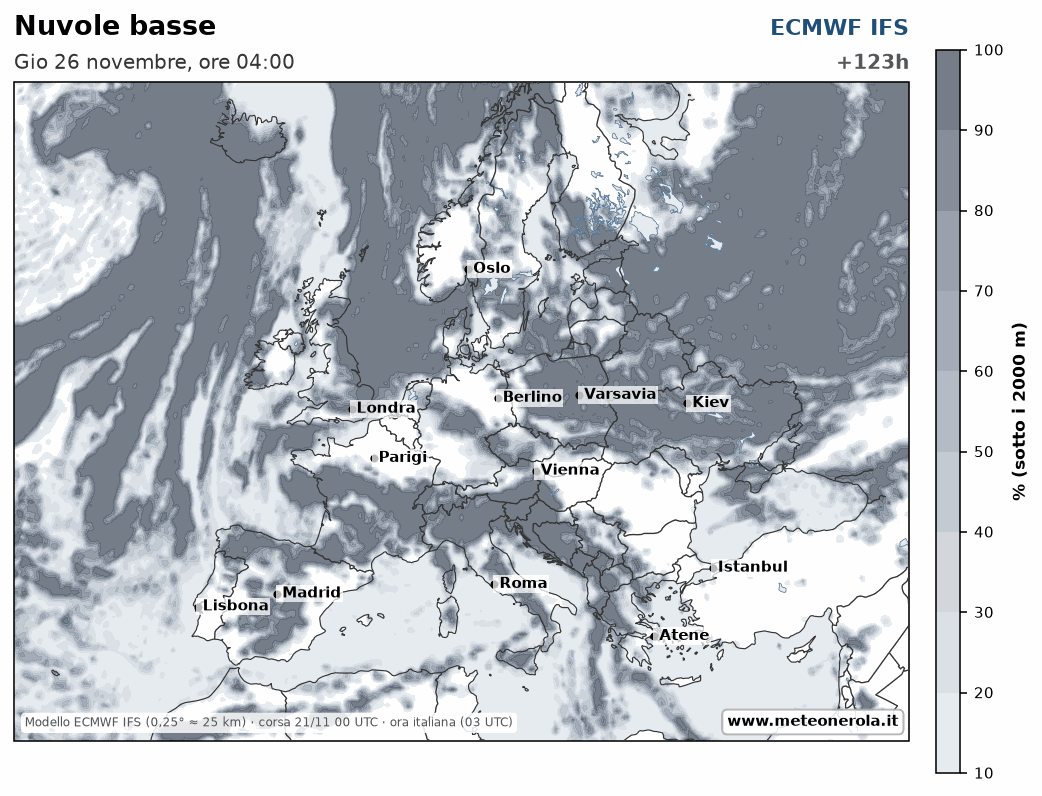 Nuvole basse
ECMWF IFS
Gio 26 novembre, ore 04:00
+123h
100
90
80
70
60
50
40
30
20
10
% (sotto i 2000 m)
Oslo
Londra
Berlino
Varsavia
Kiev
Parigi
Vienna
Istanbul
Roma
Madrid
Lisbona
Atene
Modello ECMWF IFS (0,25° ≈ 25 km) · corsa 21/11 00 UTC · ora italiana (03 UTC)
www.meteonerola.it